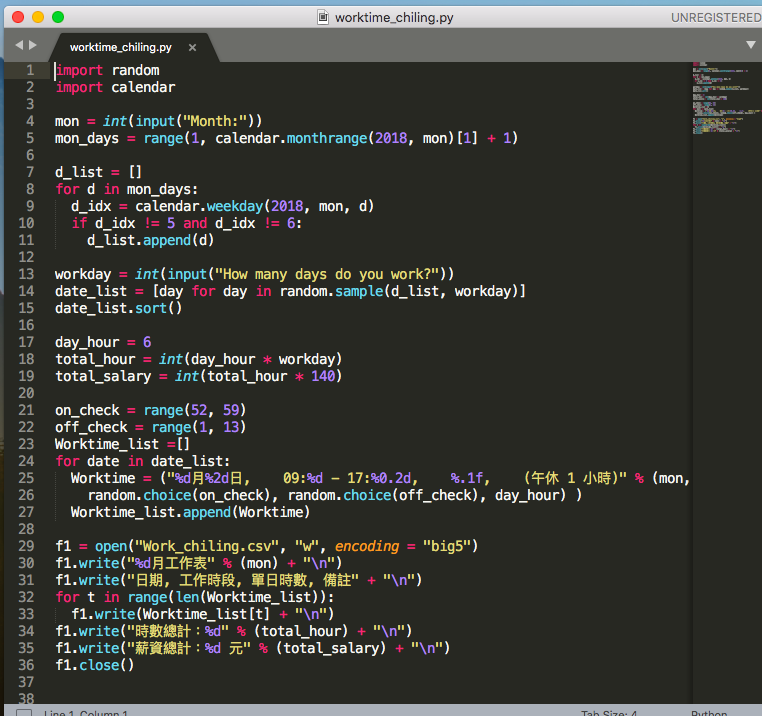 worktime_chiling.py
UNREGISTERED
worktime_chiling.py ×
1 import random
2 import calendar
3
4 mon = int(input("Month:"))
5 mon_days = range(1, calendar.monthrange(2018, mon)[1] + 1)
6
7 d_list = []
8 for d in mon_days:
9   d_idx = calendar.weekday(2018, mon, d)
10   if d_idx != 5 and d_idx != 6:
11     d_list.append(d)
12
13 workday = int(input("How many days do you work?"))
14 date_list = [day for day in random.sample(d_list, workday)]
15 date_list.sort()
16
17 day_hour = 6
18 total_hour = int(day_hour * workday)
19 total_salary = int(total_hour * 140)
20
21 on_check = range(52, 59)
22 off_check = range(1, 13)
23 Worktime_list =[]
24 for date in date_list:
25   Worktime = ("%d月%2d日,    09:%d - 17:%0.2d,    %.1f,    (午休 1 小時)" % (mon,
26     random.choice(on_check), random.choice(off_check), day_hour) )
27   Worktime_list.append(Worktime)
28
29 f1 = open("Work_chiling.csv", "w", encoding = "big5")
30 f1.write("%d月工作表" % (mon) + "\n")
31 f1.write("日期, 工作時段, 單日時數, 備註" + "\n")
32 for t in range(len(Worktime_list)):
33   f1.write(Worktime_list[t] + "\n")
34 f1.write("時數總計：%d" % (total_hour) + "\n")
35 f1.write("薪資總計：%d 元" % (total_salary) + "\n")
36 f1.close()
37
38
Line 1, Column 1
Tab Size: 4
Python